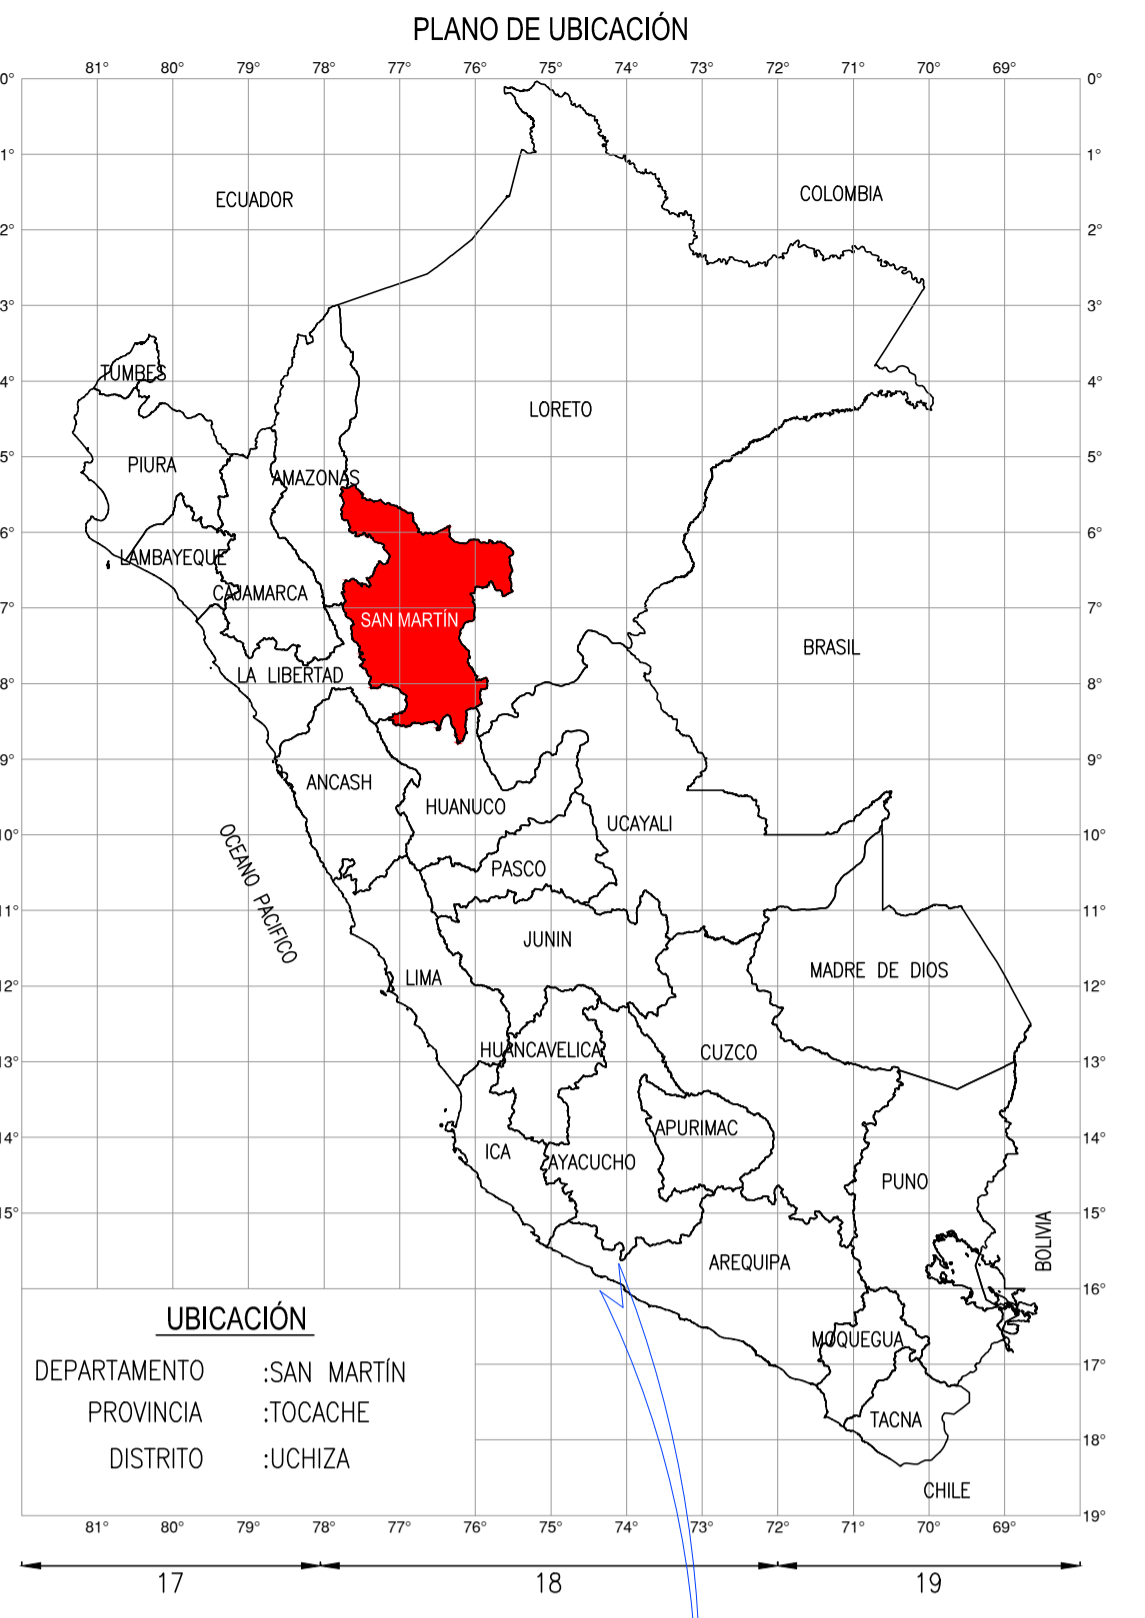 PLANO DE UBICACIÓN
81° 80° 79° 78° 77° 76° 75° 74° 73° 72° 71° 70° 69°
0° 0°
1° 1°
COLOMBIA
ECUADOR
2° 2°
3° 3°
TUMBES
4° 4°
LORETO
5° 5°
PIURA
AMAZONAS
6° 6°
LAMBAYEQUE
CAJAMARCA
7° 7°
SAN MARTÍN
BRASIL
LA LIBERTAD
8° 8°
9° 9°
ANCASH
HUANUCO
UCAYALI
10° 10°
PASCO
OCEANO PACIFICO
11° 11°
JUNIN
MADRE DE DIOS
LIMA
12° 12°
HUANCAVELICA
CUZCO
13° 13°
APURIMAC
14° 14°
ICA
AYACUCHO
PUNO
15° 15°
BOLIVIA
AREQUIPA
16° 16°
UBICACIÓN
MOQUEGUA
17°
DEPARTAMENTO :SAN MARTÍN
PROVINCIA :TOCACHE
TACNA
18°
DISTRITO :UCHIZA
CHILE
19°
81° 80° 79° 78° 77° 76° 75° 74° 73° 72° 71° 70° 69°
17 18 19